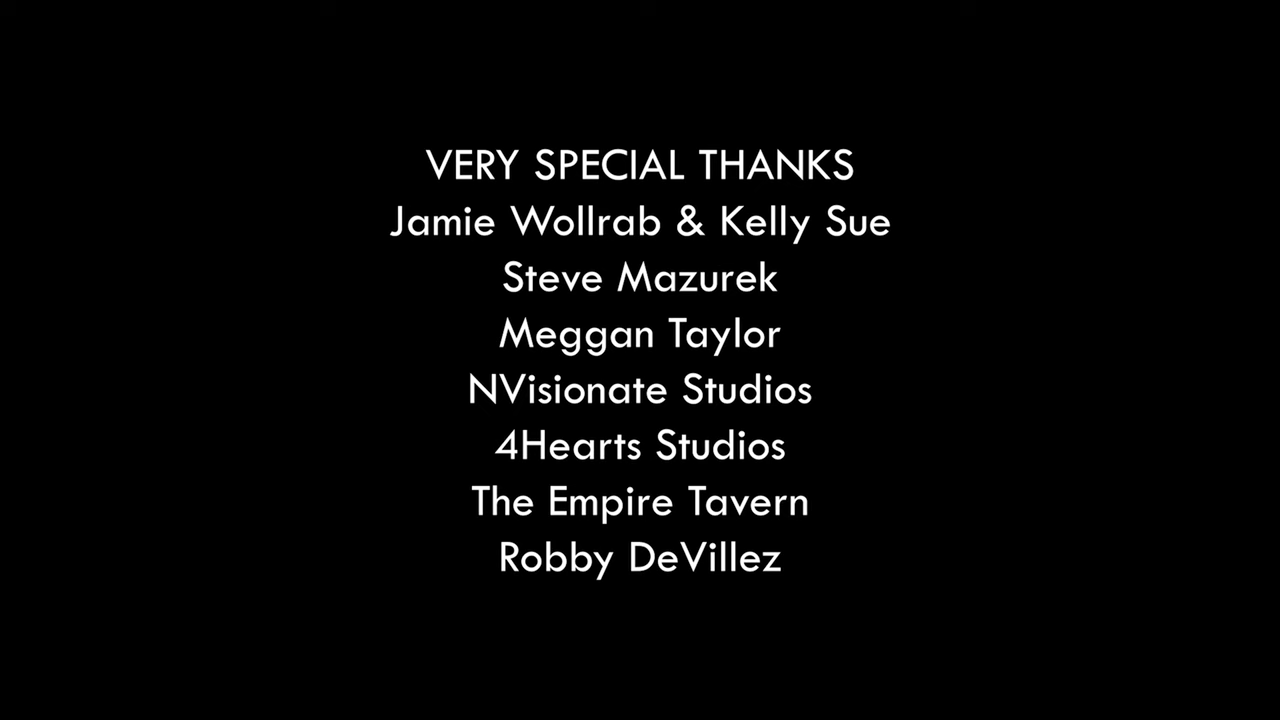 VERY SPECIAL THANKS
Jamie Wollrab & Kelly Sue
Steve Mazurek
Meggan Taylor
NVisionate Studios
4Hearts Studios
The Empire Tavern
Robby DeVillez